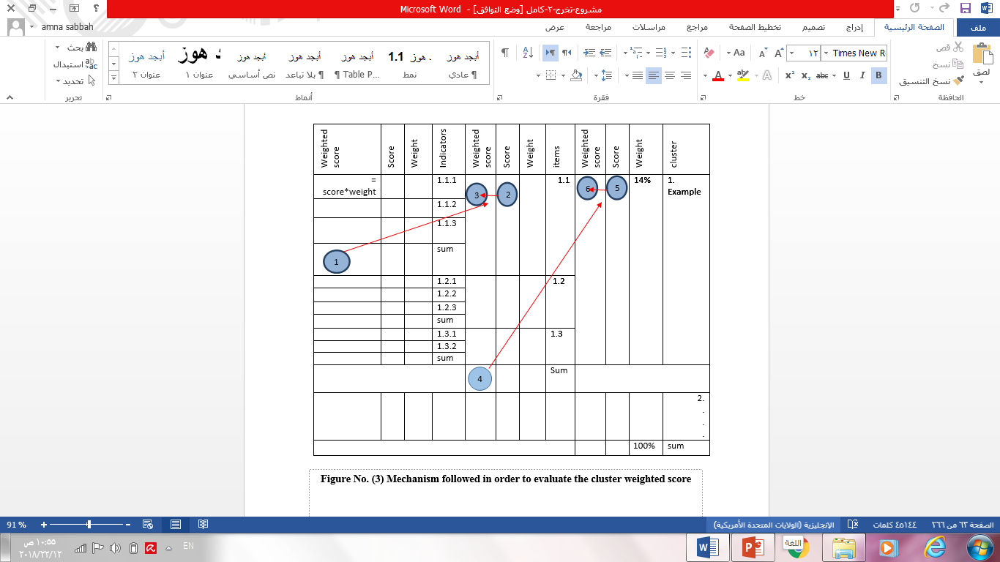 مشروع-تخرج-٢-كامل [وضع التوافق] - Microsoft Word
amna sabbah
ملف
الصفحة الرئيسية
إدراج
تصميم
تخطيط الصفحة
مراجع
مراسلات
مراجعة
عرض
لصق
قص
نسخ
نسخ التنسيق
الحافظة
Times New R
١٢
Aa
B
I
U
abc
خط
فقرة
أبجد هوز
¶ عادي
1.1 هوز .
نمط
أبجد هوز
¶ Table P...
أبجد هوز
¶ بلا تباعد
أبجد هوز
نص أساسي
عنوان ١
أبجد هوز
عنوان ٢
أنماط
بحث
استبدال
تحديد
تحرير
Weighted score
Score
Weight
Indicators
Weighted score
Score
Weight
items
Weighted score
Score
Weight
cluster
=
score*weight
1.1.1
3
2
1.1
6
5
14%
1.
Example
1.1.2
1.1.3
sum
1
1.2.1
1.2
1.2.2
1.2.3
sum
1.3.1
1.3
1.3.2
sum
4
Sum
2.
.
.
.
100%
sum
Figure No. (3) Mechanism followed in order to evaluate the cluster weighted score
91 %
الإنجليزية (الولايات المتحدة الأمريكية)
٤٥١٤٤ كلمات
الصفحة ٦٣ من ٢٦٦
١٠:٥٥ ص
٢٠١٨/٢٢/١٢
EN
اللغة